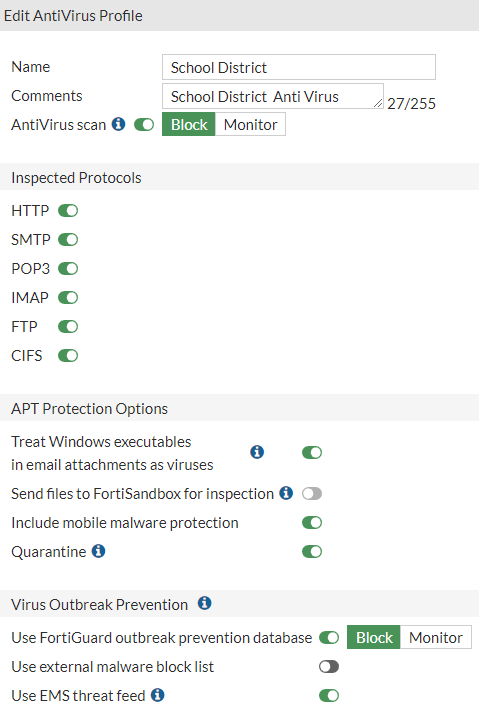 Edit AntiVirus Profile
Name School District
Comments School District Anti Virus 27/255
AntiVirus scan Block Monitor
Inspected Protocols
HTTP
SMTP
POP3
IMAP
FTP
CIFS
APT Protection Options
Treat Windows executables
in email attachments as viruses
Send files to FortiSandbox for inspection
Include mobile malware protection
Quarantine
Virus Outbreak Prevention
Use FortiGuard outbreak prevention database Block Monitor
Use external malware block list
Use EMS threat feed